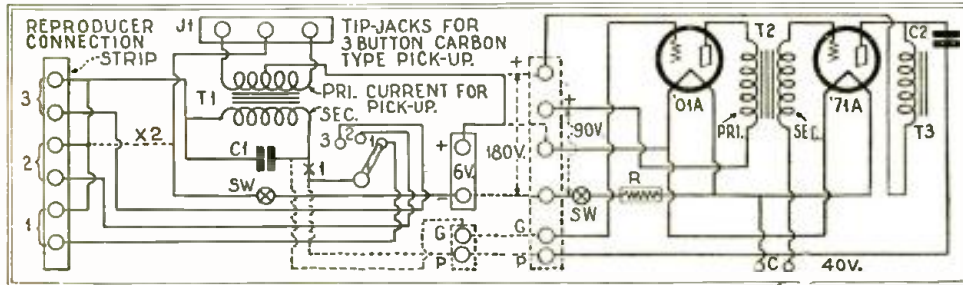 REPRODUCER
CONNECTION
STRIP
J1
TIP-JACKS FOR
3 BUTTON CARBON
TYPE PICK-UP.
PRI. CURRENT FOR
PICK-UP.
SEC.
T1
3
2
1
X2
C1
3 2 1
X1
SW
+
6V.
-
G
P
+
+
90V.
180V.
-
G
P
SW
R
'01A
T2
PRI.
SEC.
'71A
C2
T3
C
40V.